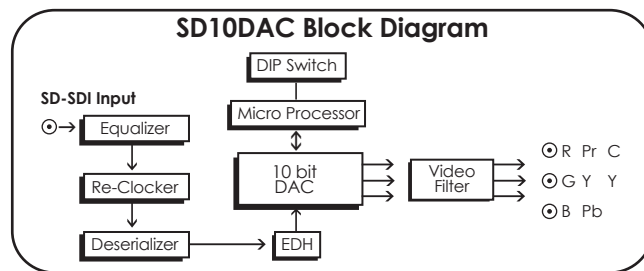 SD10DAC Block Diagram
DIP Switch
SD-SDI Input
Micro Processor
Equalizer
10 bit
DAC
Video
Filter
R Pr C
G Y Y
B Pb
Re-Clocker
Deserializer
EDH